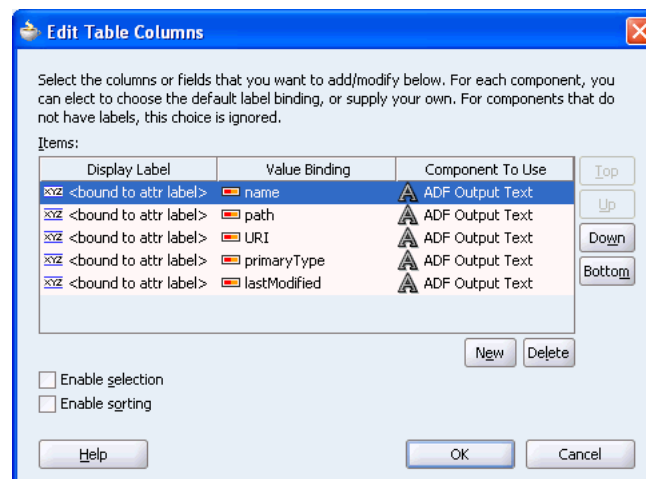 Edit Table Columns
Select the columns or fields that you want to add/modify below. For each component, you
can elect to choose the default label binding, or supply your own. For components that do
not have labels, this choice is ignored.
Items:
Display Label Value Binding Component To Use
XYZ <bound to attr label> name A ADF Output Text
XYZ <bound to attr label> path A ADF Output Text
XYZ <bound to attr label> URI A ADF Output Text
XYZ <bound to attr label> primaryType A ADF Output Text
XYZ <bound to attr label> lastModified A ADF Output Text
Top
Up
Down
Bottom
New Delete
Enable selection
Enable sorting
Help OK Cancel